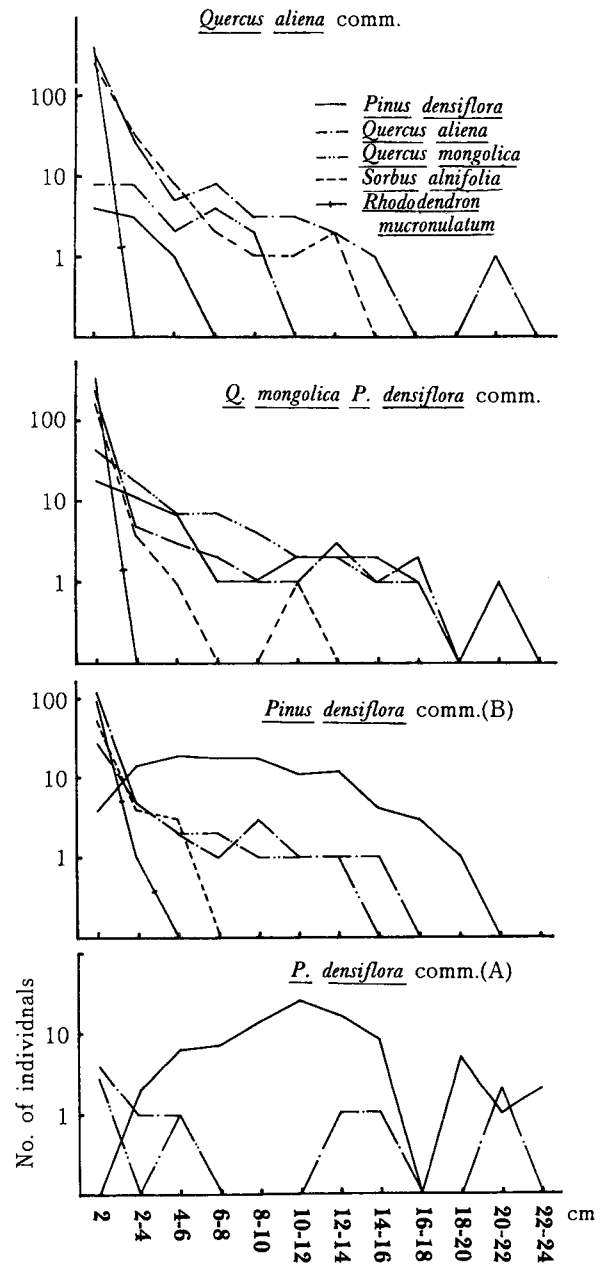 Quercus aliena comm.
100
10
1
Pinus densiflora
Quercus aliena
Quercus mongolica
Sorbus alnifolia
Rhododendron
mucronulatum
Q. mongolica P. densiflora comm.
100
10
1
Pinus densiflora comm.(B)
100
10
1
P. densiflora comm.(A)
10
1
No. of individnals
2
2-4
4-6
6-8
8-10
10-12
12-14
14-16
16-18
18-20
20-22
22-24
cm